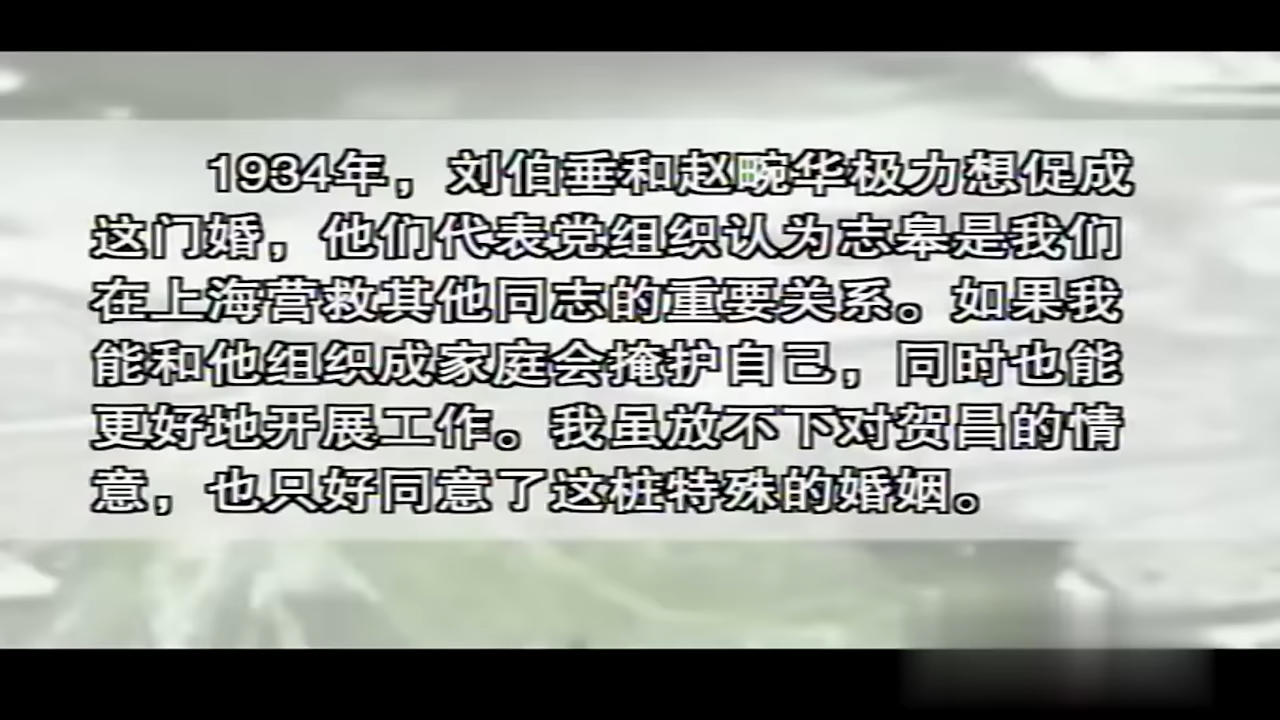 1934年，刘伯垂和赵畹华极力想促成
这门婚，他们代表党组织认为志皋是我们
在上海营救其他同志的重要关系。如果我
能和他组织成家庭会掩护自己，同时也能
更好地开展工作。我虽放不下对贺昌的情
意，也只好同意了这桩特殊的婚姻。